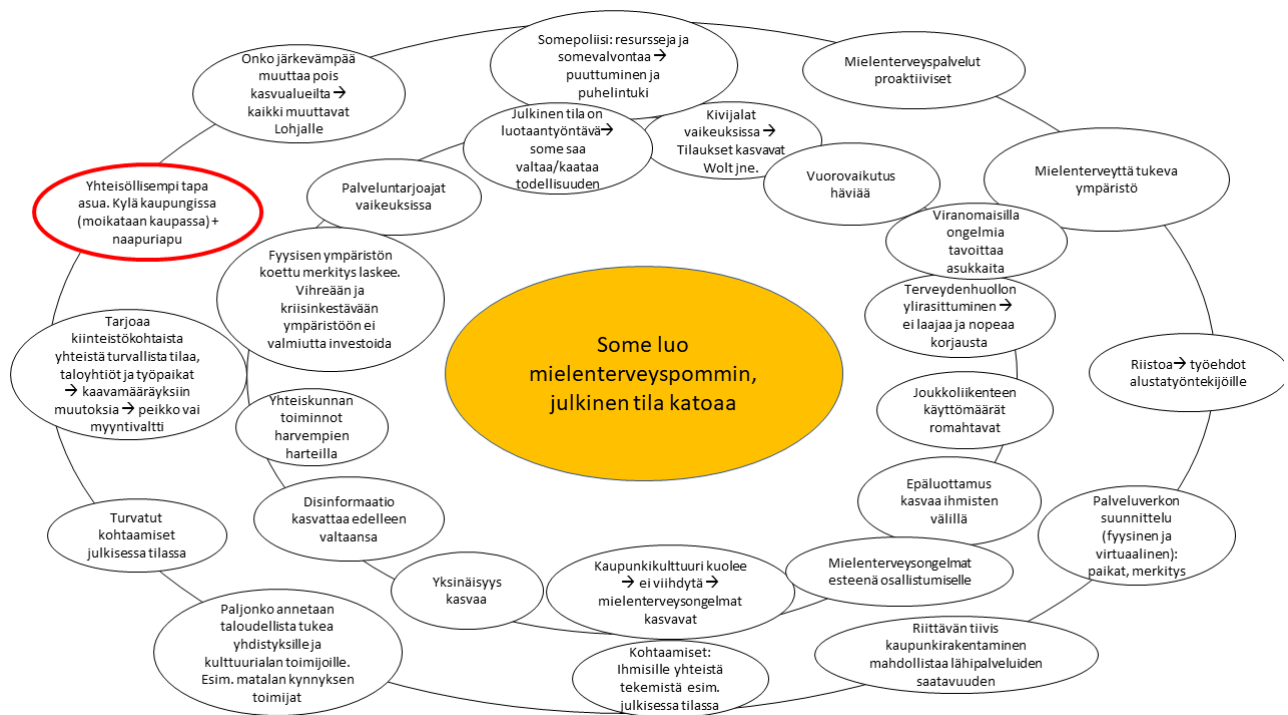 Onko järkevämpää
muuttaa pois
kasvualueilta →
kaikki muuttavat
Lohjalle
Somepoliisi: resursseja ja
somevalvontaa →
puuttuminen ja
puhelintuki
Mielenterveyspalvelut
proaktiiviset
Julkinen tila on
luotaantyöntävä →
some saa
valtaa/kaataa
todellisuuden
Kivijalat
vaikeuksissa →
Tilaukset kasvavat
Wolt jne.
Vuorovaikutus
häviää
Mielenterveyttä tukeva
ympäristö
Yhteisöllisempi tapa
asua. Kylä kaupungissa
(moikataan kaupassa) +
naapuriapu
Palveluntarjoajat
vaikeuksissa
Viranomaisilla
ongelmia
tavoittaa
asukkaita
Fyysisen ympäristön
koettu merkitys laskee.
Vihreään ja
kriisinkestävään
ympäristöön ei
valmiutta investoida
Terveydenhuollon
ylirasittuminen →
ei laajaa ja nopeaa
korjausta
Some luo
mielenterveyspommin,
julkinen tila katoaa
Tarjoaa
kiinteistökohtaista
yhteistä turvallista tilaa,
taloyhtiöt ja työpaikat
→ kaavamääräyksiin
muutoksia → peikko vai
myyntivaltti
Riistoa → työehdot
alustatyöntekijöille
Yhteiskunnan
toiminnot
harvempien
harteilla
Joukkoliikenteen
käyttömäärät
romahtavat
Disinformaatio
kasvattaa edelleen
valtaansa
Epäluottamus
kasvaa ihmisten
välillä
Turvatut
kohtaamiset
julkisessa tilassa
Palveluverkon
suunnittelu
(fyysinen ja
virtuaalinen):
paikat, merkitys
Yksinäisyys
kasvaa
Kaupunkikulttuuri kuolee
→ ei viihdytä →
mielenterveysongelmat
kasvavat
Mielenterveysongelmat
esteenä osallistumiselle
Paljonko annetaan
taloudellista tukea
yhdistyksille ja
kulttuurialan toimijoille.
Esim. matalan kynnyksen
toimijat
Kohtaamiset:
Ihmisille yhteistä
tekemistä esim.
julkisessa tilassa
Riittävän tiivis
kaupunkirakentaminen
mahdollistaa lähipalveluiden
saatavuuden